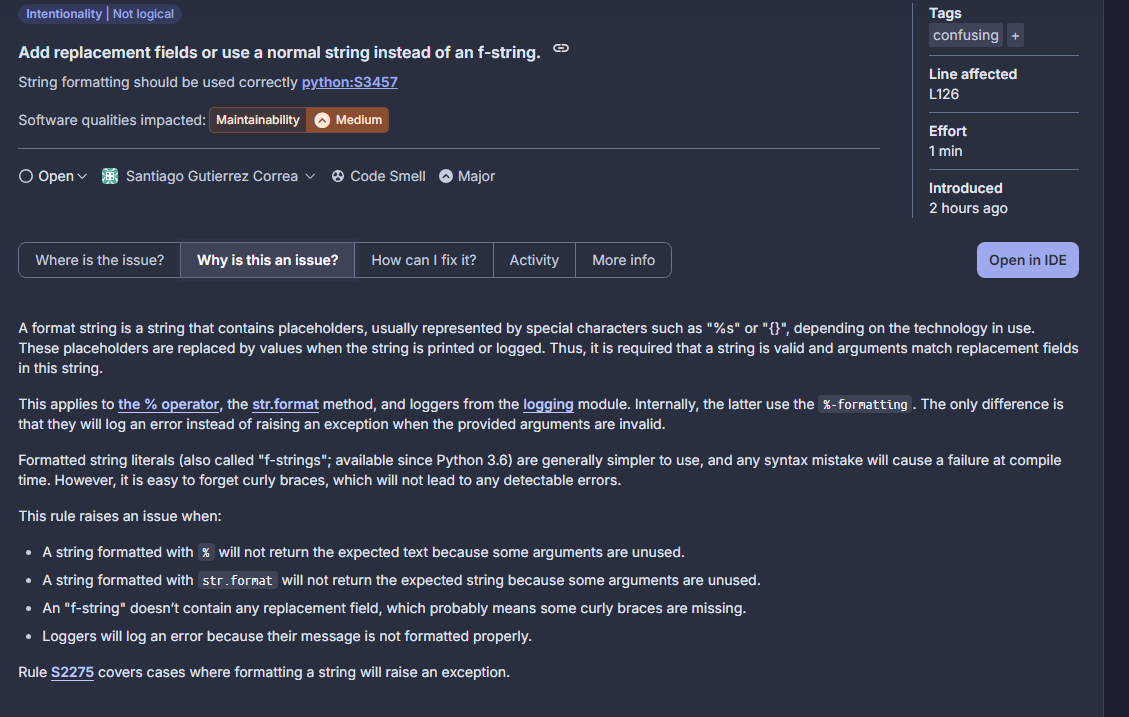 Intentionality | Not logical
Add replacement fields or use a normal string instead of an f-string.
String formatting should be used correctly python:S3457
Software qualities impacted: Maintainability Medium
Open Santiago Gutierrez Correa Code Smell Major
Tags
confusing +
Line affected
L126
Effort
1 min
Introduced
2 hours ago
Where is the issue? Why is this an issue? How can I fix it? Activity More info
Open in IDE
A format string is a string that contains placeholders, usually represented by special characters such as "%s" or "{}", depending on the technology in use.
These placeholders are replaced by values when the string is printed or logged. Thus, it is required that a string is valid and arguments match replacement fields
in this string.
This applies to the % operator, the str.format method, and loggers from the logging module. Internally, the latter use the %-formatting. The only difference is
that they will log an error instead of raising an exception when the provided arguments are invalid.
Formatted string literals (also called "f-strings"; available since Python 3.6) are generally simpler to use, and any syntax mistake will cause a failure at compile
time. However, it is easy to forget curly braces, which will not lead to any detectable errors.
This rule raises an issue when:
• A string formatted with % will not return the expected text because some arguments are unused.
• A string formatted with str.format will not return the expected string because some arguments are unused.
• An "f-string" doesn't contain any replacement field, which probably means some curly braces are missing.
• Loggers will log an error because their message is not formatted properly.
Rule S2275 covers cases where formatting a string will raise an exception.